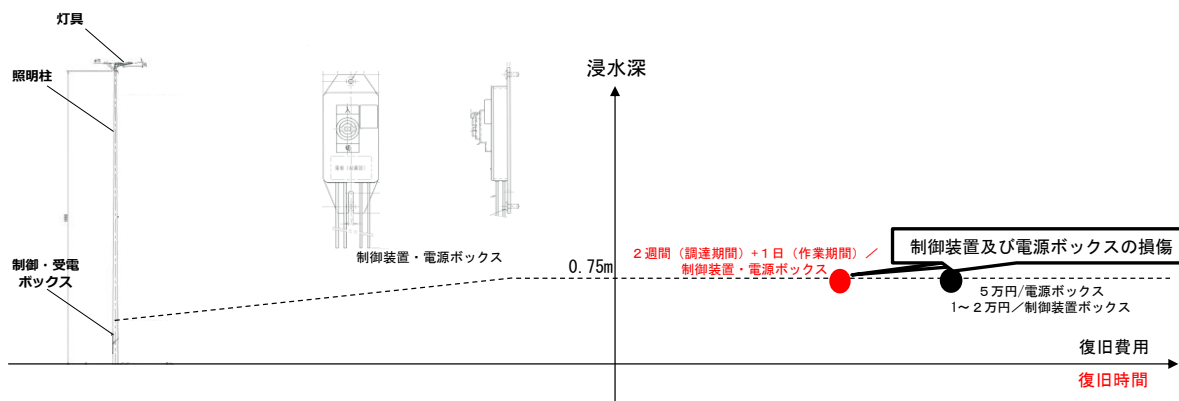 灯具
照明柱
制御・受電
ボックス
入
切
制御装置・電源ボックス
浸水深
0.75m
２週間（調達期間）+１日（作業期間）／
制御装置・電源ボックス
制御装置及び電源ボックスの損傷
５万円/電源ボックス
1～２万円／制御装置ボックス
復旧費用
復旧時間